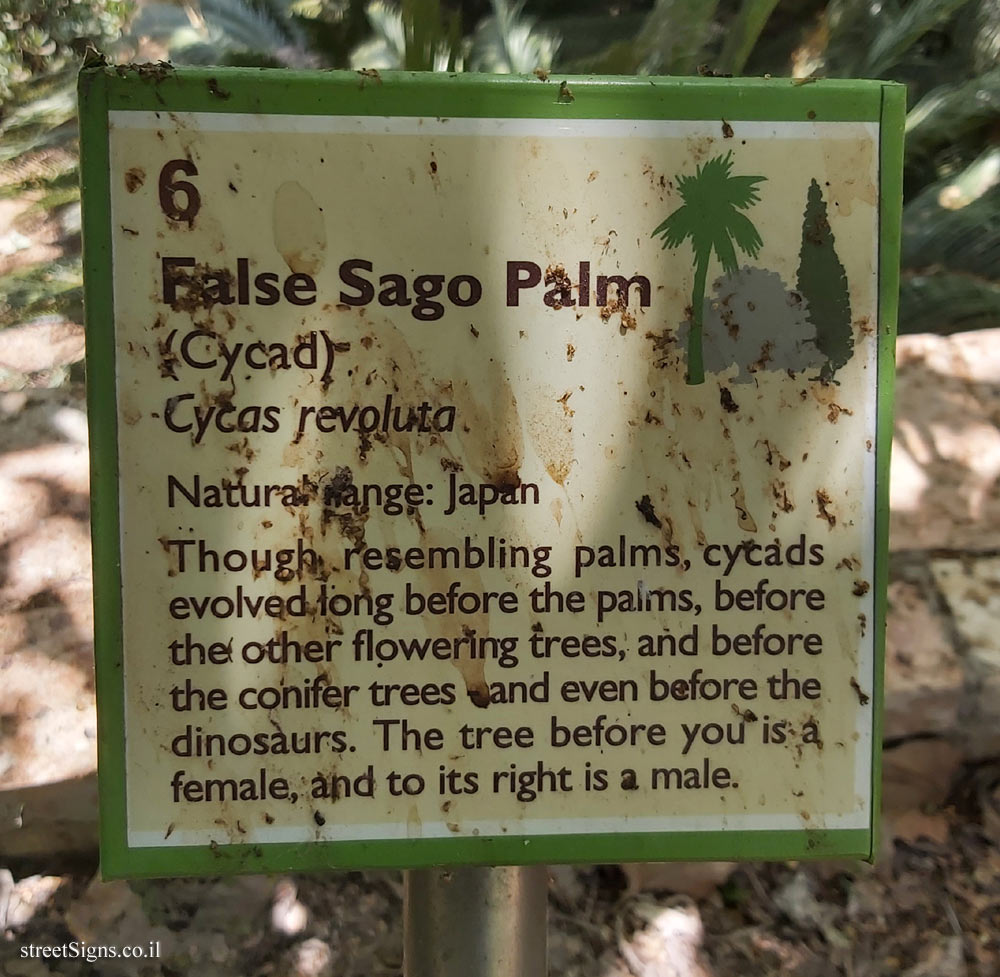 6
False Sago Palm
(Cycad)
Cycas revoluta
Natural Range: Japan
Though resembling palms, cycads
evolved long before the palms, before
the other flowering trees, and before
the conifer trees - and even before the
dinosaurs. The tree before you is a
female, and to its right is a male.
streetSigns.co.il